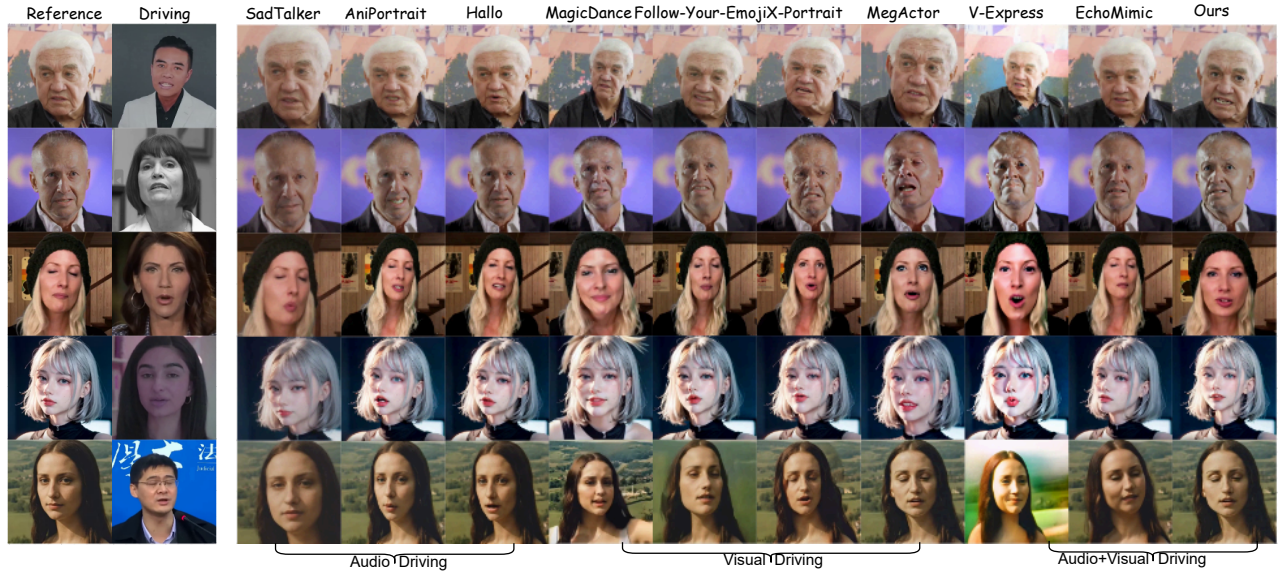 Reference Driving SadTalker AniPortrait Hallo MagicDance Follow-Your-Emoji X-Portrait MegActor V-Express EchoMimic Ours
Audio Driving Visual Driving Audio+Visual Driving